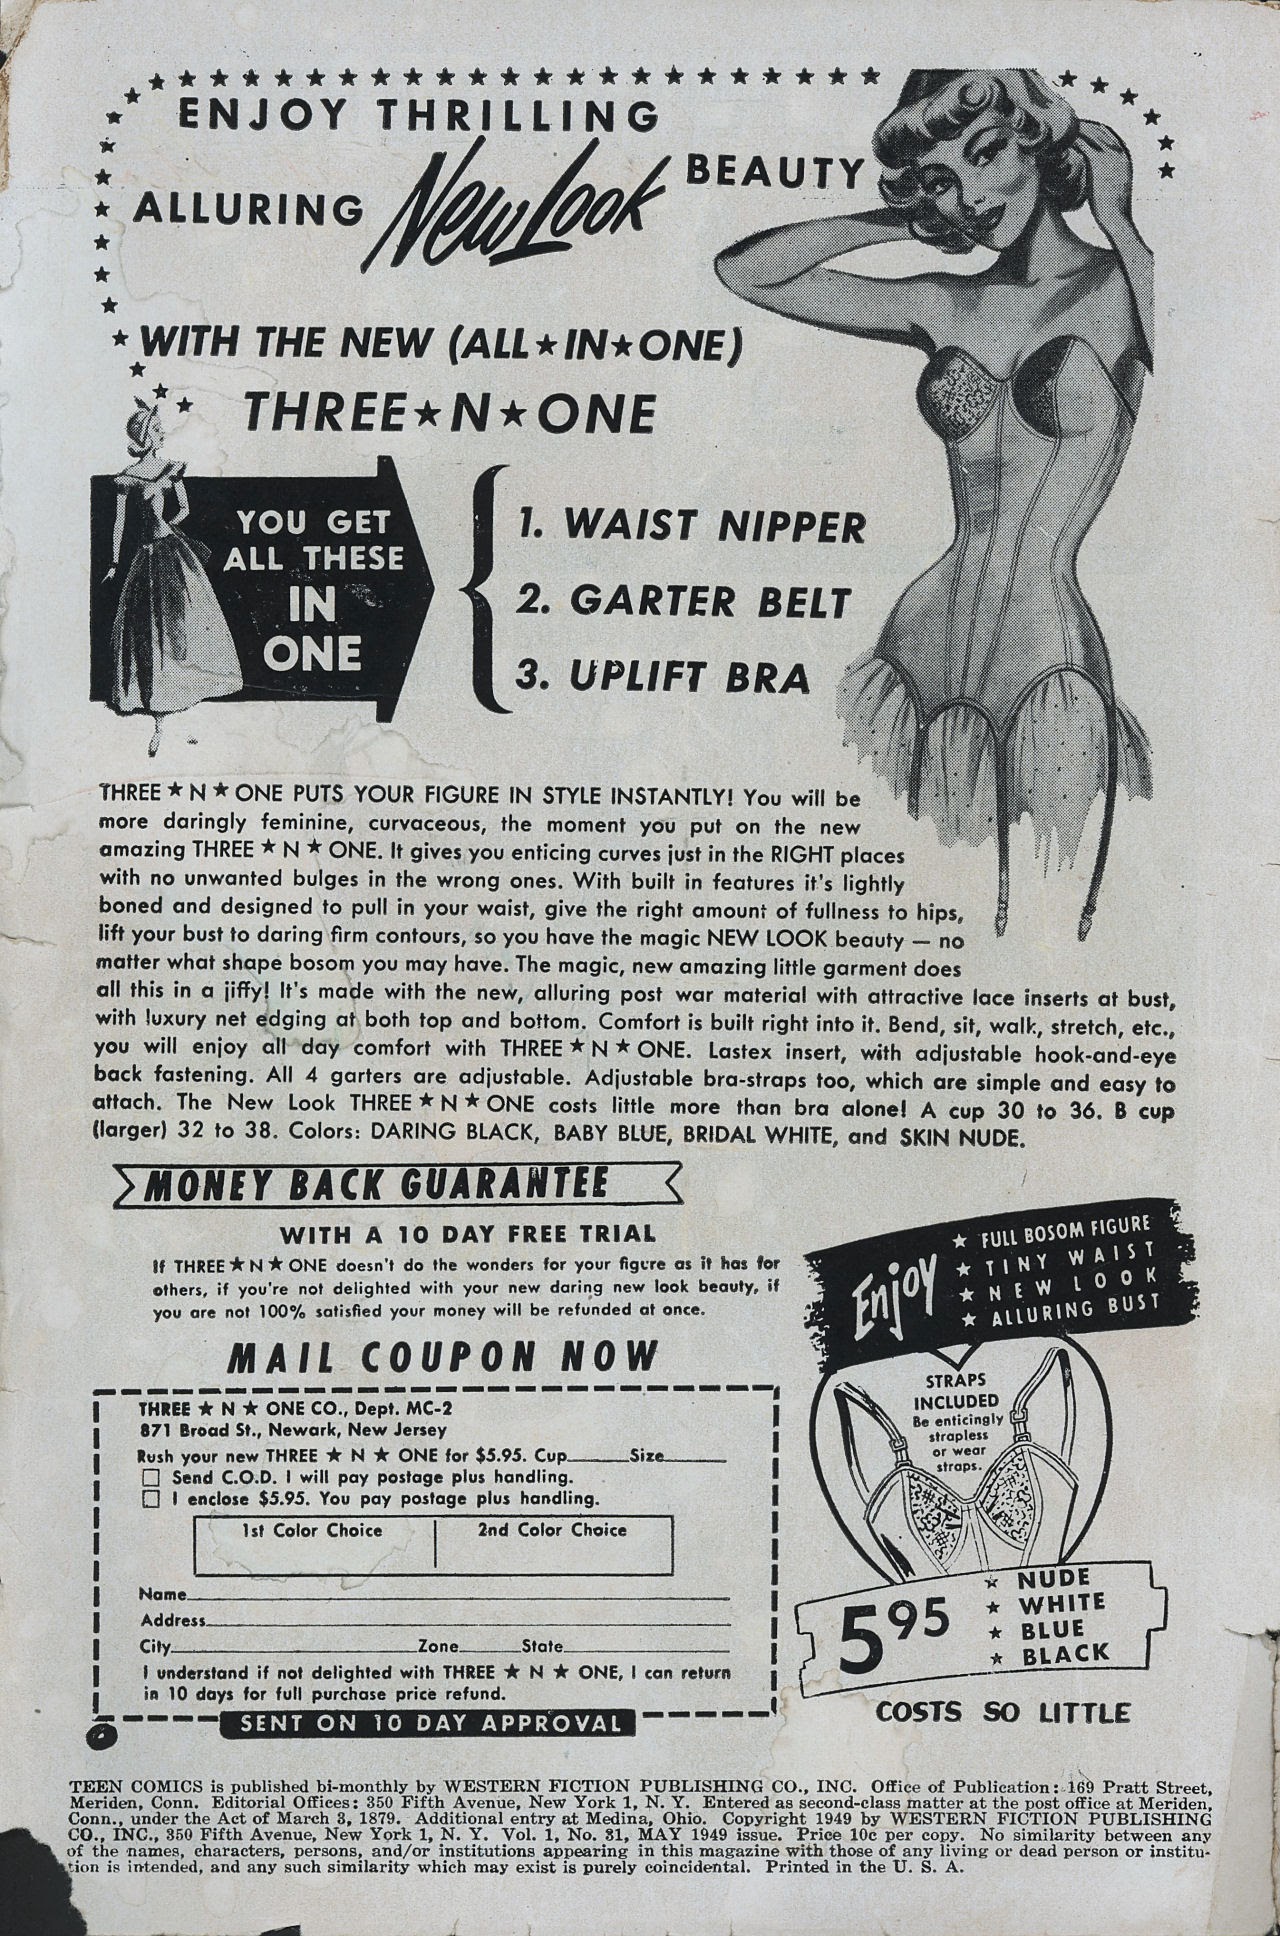 ENJOY THRILLING
ALLURING New Look BEAUTY
WITH THE NEW (ALL★IN★ONE)
THREE★N★ONE
YOU GET
ALL THESE
IN
ONE
1. WAIST NIPPER
2. GARTER BELT
3. UPLIFT BRA
THREE ★ N ★ ONE PUTS YOUR FIGURE IN STYLE INSTANTLY! You will be
more daringly feminine, curvaceous, the moment you put on the new
amazing THREE ★ N ★ ONE. It gives you enticing curves just in the RIGHT places
with no unwanted bulges in the wrong ones. With built in features it's lightly
boned and designed to pull in your waist, give the right amount of fullness to hips,
lift your bust to daring firm contours, so you have the magic NEW LOOK beauty — no
matter what shape bosom you may have. The magic, new amazing little garment does
all this in a jiffy! It's made with the new, alluring post war material with attractive lace inserts at bust,
with luxury net edging at both top and bottom. Comfort is built right into it. Bend, sit, walk, stretch, etc.,
you will enjoy all day comfort with THREE ★ N ★ ONE. Lastex insert, with adjustable hook-and-eye
back fastening. All 4 garters are adjustable. Adjustable bra-straps too, which are simple and easy to
attach. The New Look THREE ★ N ★ ONE costs little more than bra alone! A cup 30 to 36. B cup
(larger) 32 to 38. Colors: DARING BLACK, BABY BLUE, BRIDAL WHITE, and SKIN NUDE.
MONEY BACK GUARANTEE
WITH A 10 DAY FREE TRIAL
If THREE ★ N ★ ONE doesn't do the wonders for your figure as it has for
others, if you're not delighted with your new daring new look beauty, if
you are not 100% satisfied your money will be refunded at once.
MAIL COUPON NOW
THREE ★ N ★ ONE CO., Dept. MC-2
871 Broad St., Newark, New Jersey
Rush your new THREE ★ N ★ ONE for $5.95. Cup______Size______
☐ Send C.O.D. I will pay postage plus handling.
☐ I enclose $5.95. You pay postage plus handling.
1st Color Choice 2nd Color Choice
Name______
Address______
City______Zone______State______
I understand if not delighted with THREE ★ N ★ ONE, I can return
in 10 days for full purchase price refund.
SENT ON 10 DAY APPROVAL
Enjoy
★ FULL BOSOM FIGURE
★ TINY WAIST
★ NEW LOOK
★ ALLURING BUST
STRAPS
INCLUDED
Be enticingly
strapless
or wear
straps.
5 95
★ NUDE
★ WHITE
★ BLUE
★ BLACK
COSTS SO LITTLE
TEEN COMICS is published bi-monthly by WESTERN FICTION PUBLISHING CO., INC. Office of Publication: 169 Pratt Street,
Meriden, Conn. Editorial Offices: 350 Fifth Avenue, New York 1, N. Y. Entered as second-class matter at the post office at Meriden,
Conn., under the Act of March 3, 1879. Additional entry at Medina, Ohio. Copyright 1949 by WESTERN FICTION PUBLISHING
CO., INC., 350 Fifth Avenue, New York 1, N. Y. Vol. 1, No. 31, MAY 1949 issue. Price 10c per copy. No similarity between any
of the names, characters, persons, and/or institutions appearing in this magazine with those of any living or dead person or institu-
tion is intended, and any such similarity which may exist is purely coincidental. Printed in the U. S. A.